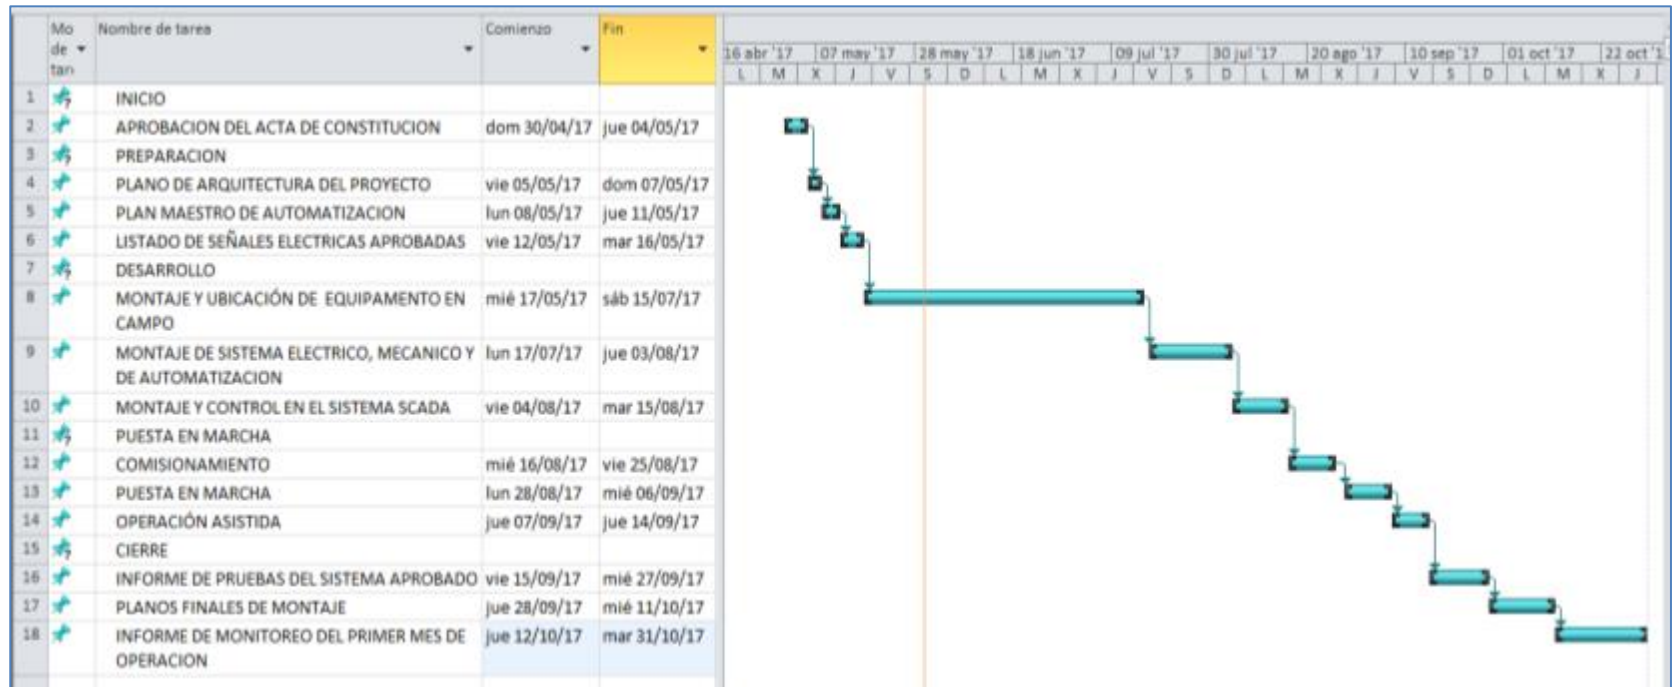 Mo Nombre de tarea Comienzo Fin
de
tan
16 abr '17 07 may '17 28 may '17 18 jun '17 09 jul '17 30 jul '17 20 ago '17 10 sep '17 01 oct '17 22 oct '1
L M X J V S D L M X J V S D L M X J V S D L M X J
1 INICIO
2 APROBACION DEL ACTA DE CONSTITUCION dom 30/04/17 jue 04/05/17
3 PREPARACION
4 PLANO DE ARQUITECTURA DEL PROYECTO vie 05/05/17 dom 07/05/17
5 PLAN MAESTRO DE AUTOMATIZACION lun 08/05/17 jue 11/05/17
6 LISTADO DE SEÑALES ELECTRICAS APROBADAS vie 12/05/17 mar 16/05/17
7 DESARROLLO
8 MONTAJE Y UBICACIÓN DE EQUIPAMENTO EN mié 17/05/17 sáb 15/07/17
CAMPO
9 MONTAJE DE SISTEMA ELECTRICO, MECANICO Y lun 17/07/17 jue 03/08/17
DE AUTOMATIZACION
10 MONTAJE Y CONTROL EN EL SISTEMA SCADA vie 04/08/17 mar 15/08/17
11 PUESTA EN MARCHA
12 COMISIONAMIENTO mié 16/08/17 vie 25/08/17
13 PUESTA EN MARCHA lun 28/08/17 mié 06/09/17
14 OPERACIÓN ASISTIDA jue 07/09/17 jue 14/09/17
15 CIERRE
16 INFORME DE PRUEBAS DEL SISTEMA APROBADO vie 15/09/17 mié 27/09/17
17 PLANOS FINALES DE MONTAJE jue 28/09/17 mié 11/10/17
18 INFORME DE MONITOREO DEL PRIMER MES DE jue 12/10/17 mar 31/10/17
OPERACION